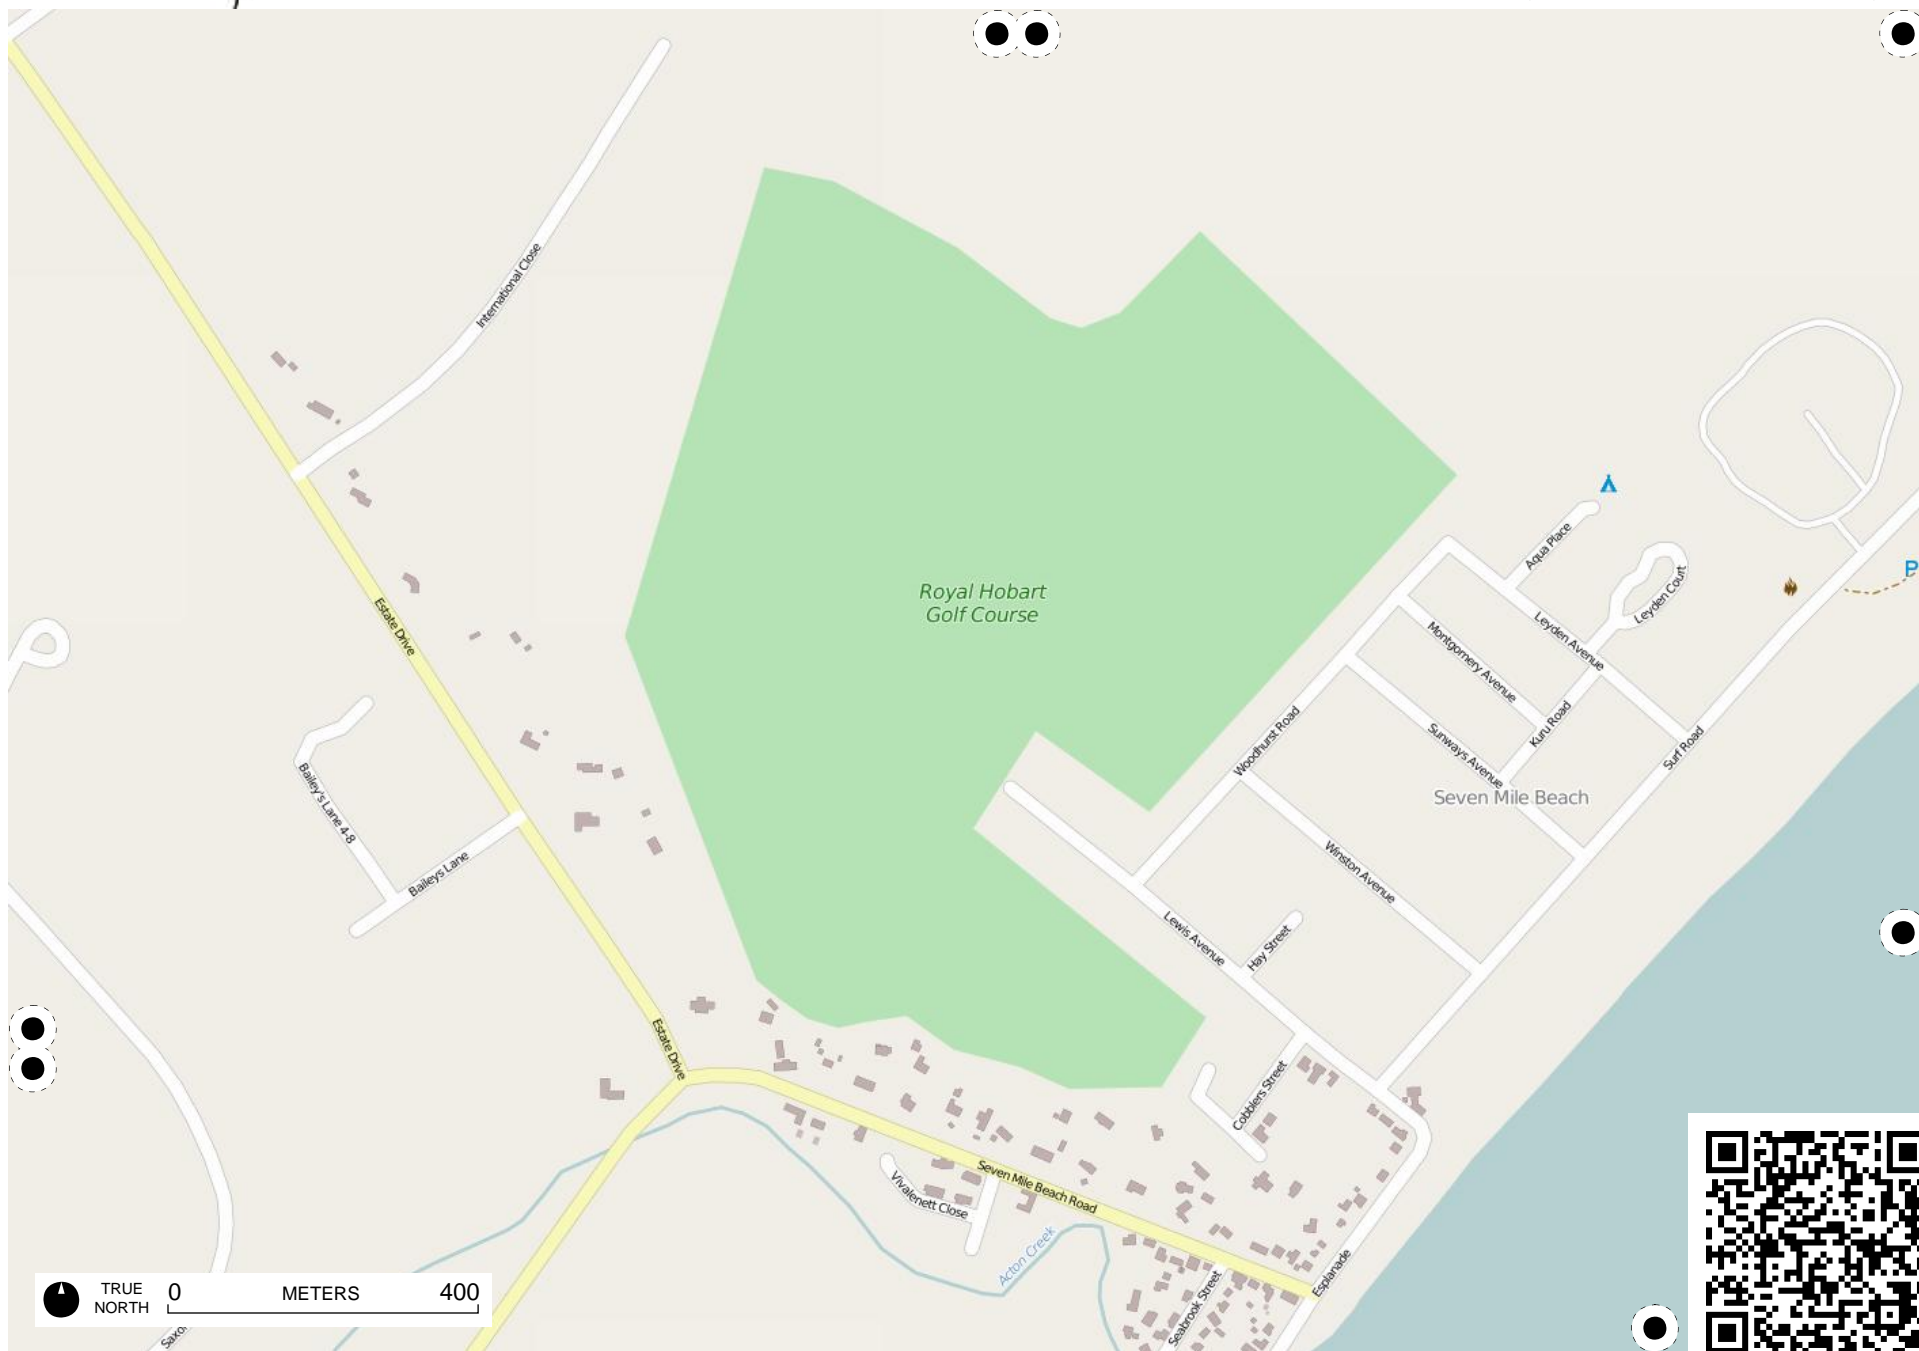 International Close
Estate Drive
Royal Hobart
Golf Course
Aqua Place
Leyden Court
P
Leyden Avenue
Montgomery Avenue
Kuru Road
Sunways Avenue
Surf Road
Woodhurst Road
Seven Mile Beach
Bailey's Lane 4-8
Baileys Lane
Winston Avenue
Lewis Avenue
Hay Street
Estate Drive
Cobblers Street
Seven Mile Beach Road
Vivalenett Close
Acton Creek
Esplanade
Seabrook Street
TRUE
NORTH
0 METERS 400